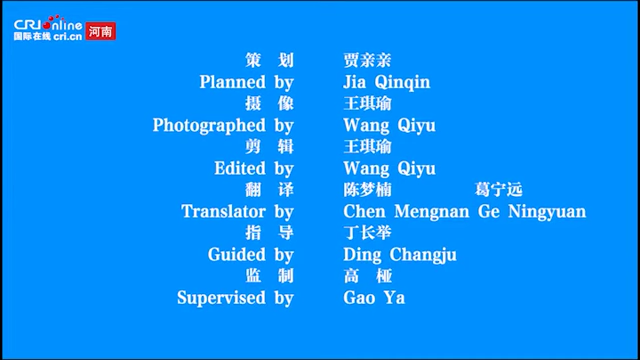 CRI Online
国际在线 cri.cn 河南
策 划 贾亲亲
Planned by Jia Qinqin
摄 像 王琪瑜
Photographed by Wang Qiyu
剪 辑 王琪瑜
Edited by Wang Qiyu
翻 译 陈梦楠 葛宁远
Translator by Chen Mengnan Ge Ningyuan
指 导 丁长举
Guided by Ding Changju
监 制 高 桠
Supervised by Gao Ya